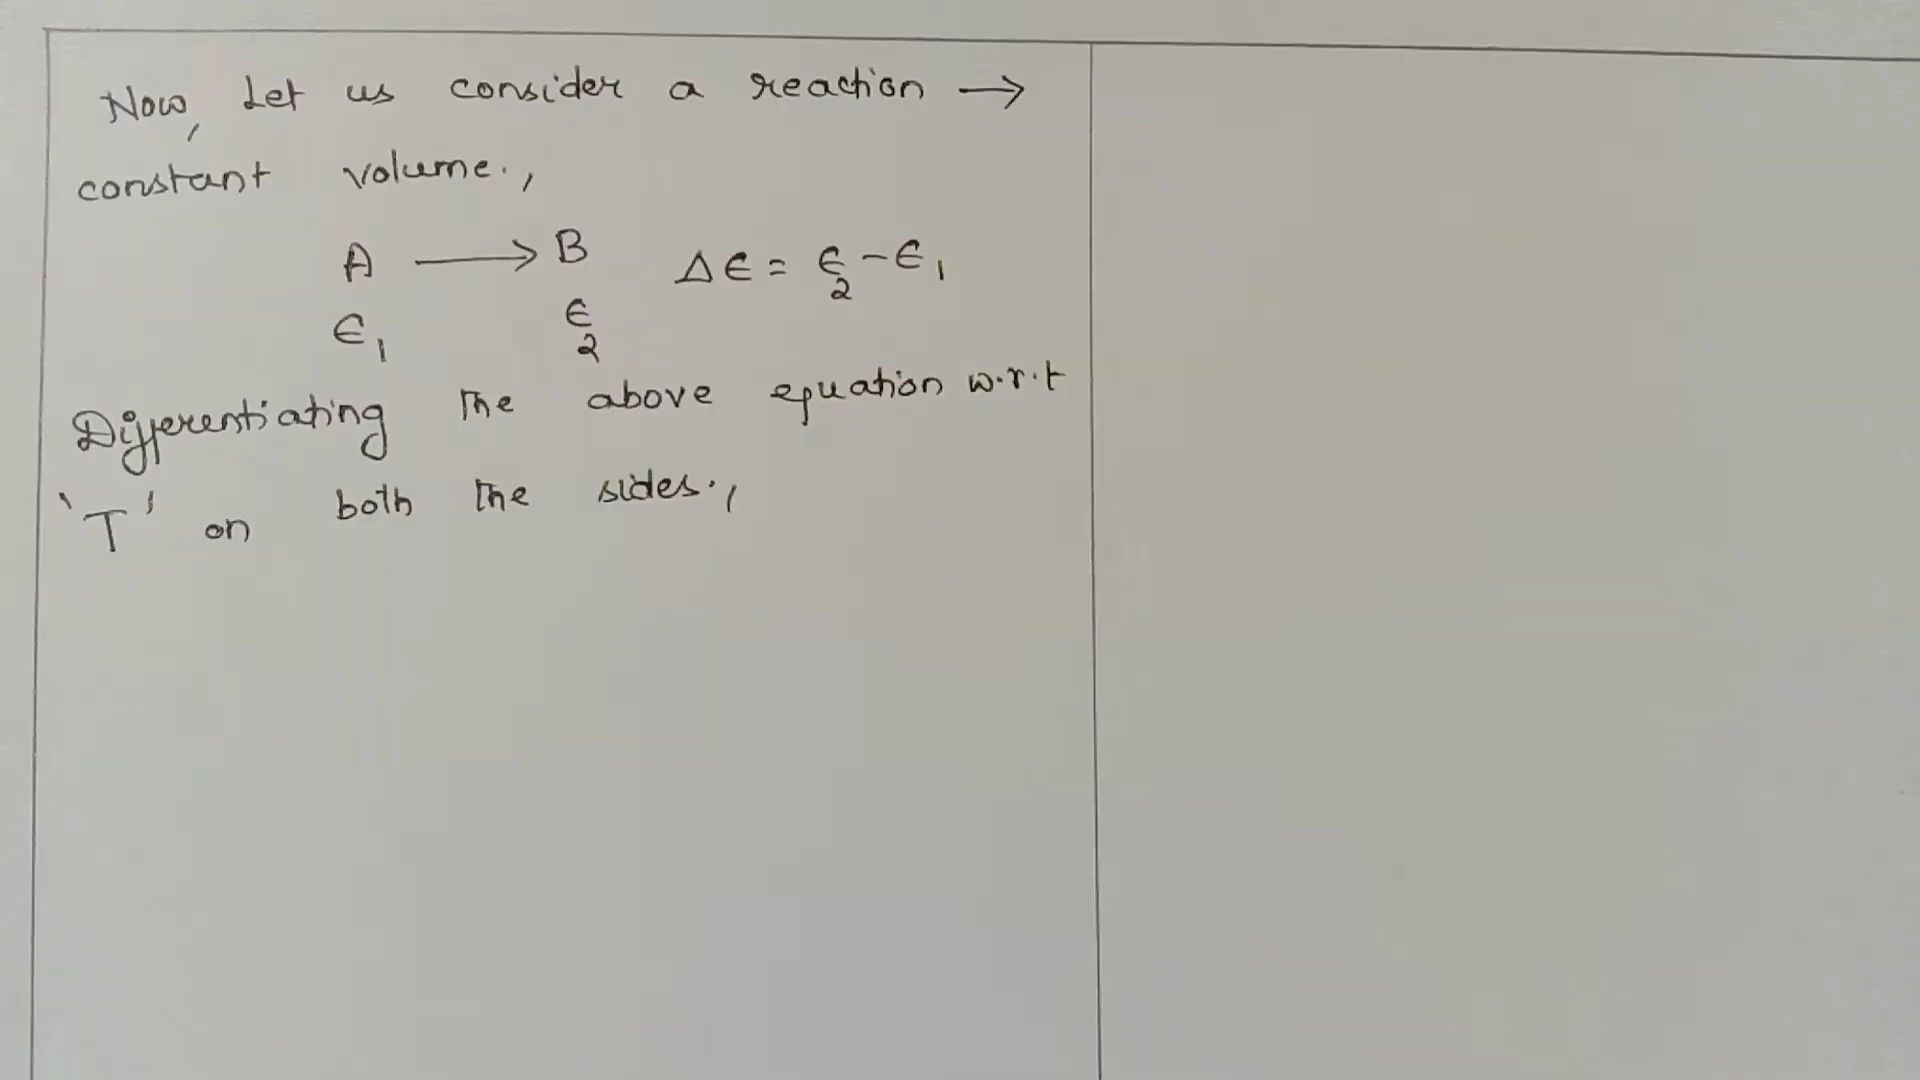 Now, Let us consider a reaction →
constant volume.,
A ⟶ B ΔE = E₂ - E₁
E₁ E₂
Differentiating the above equation w.r.t
'T' on both the sides.,